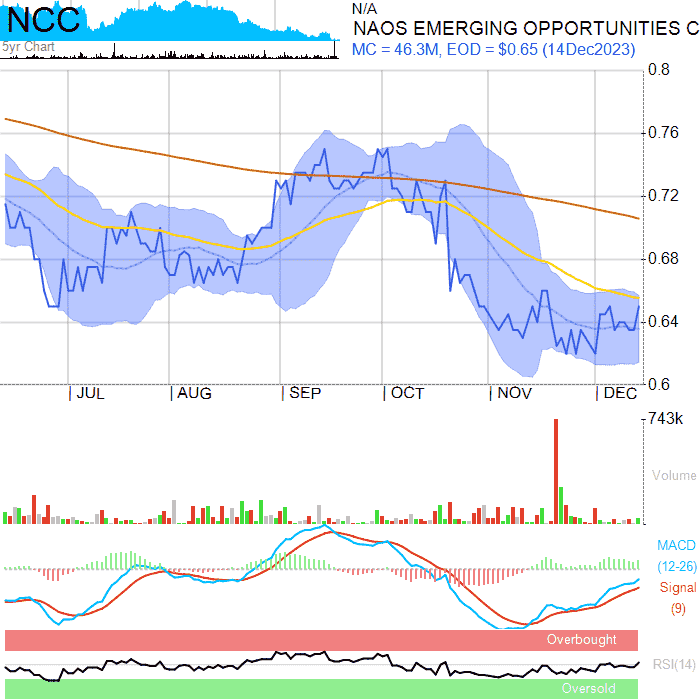 NCC
5yr Chart
N/A
NAOS EMERGING OPPORTUNITIES C
MC = 46.3M, EOD = $0.65 (14Dec2023)
0.8
0.76
0.72
0.68
0.64
0.6
JUL AUG SEP OCT NOV DEC
743k
Volume
MACD
(12-26)
Signal
(9)
Overbought
RSI(14)
Oversold